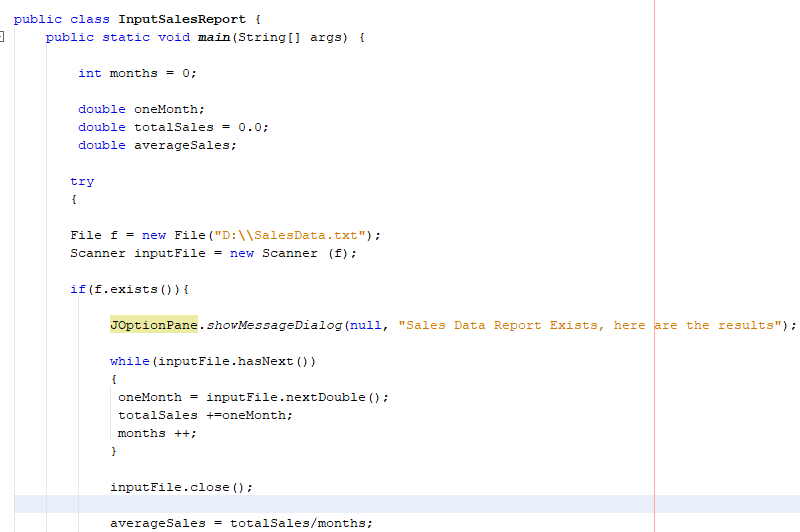 public class InputSalesReport {
public static void main(String[] args) {
int months = 0;
double oneMonth;
double totalSales = 0.0;
double averageSales;
try
{
File f = new File("D:\\SalesData.txt");
Scanner inputFile = new Scanner (f);
if(f.exists()){
JOptionPane.showMessageDialog(null, "Sales Data Report Exists, here are the results");
while(inputFile.hasNext())
{
oneMonth = inputFile.nextDouble();
totalSales +=oneMonth;
months ++;
}
inputFile.close();
averageSales = totalSales/months;